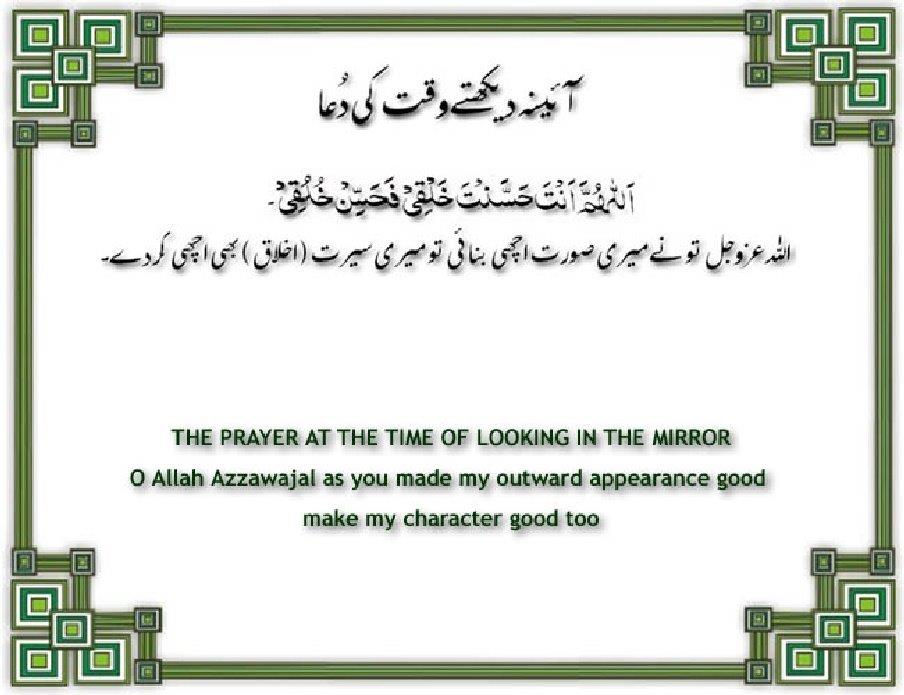 آئینہ دیکھتے وقت کی دُعا
اَللّٰهُمَّ اَنْتَ حَسَّنْتَ خَلْقِيْ فَحَسِّنْ خُلُقِيْ۔
اللہ عزوجل تو نے میری صورت اچھی بنائی تو میری سیرت (اخلاق) بھی اچھی کردے۔
THE PRAYER AT THE TIME OF LOOKING IN THE MIRROR
O Allah Azzawajal as you made my outward appearance good
make my character good too